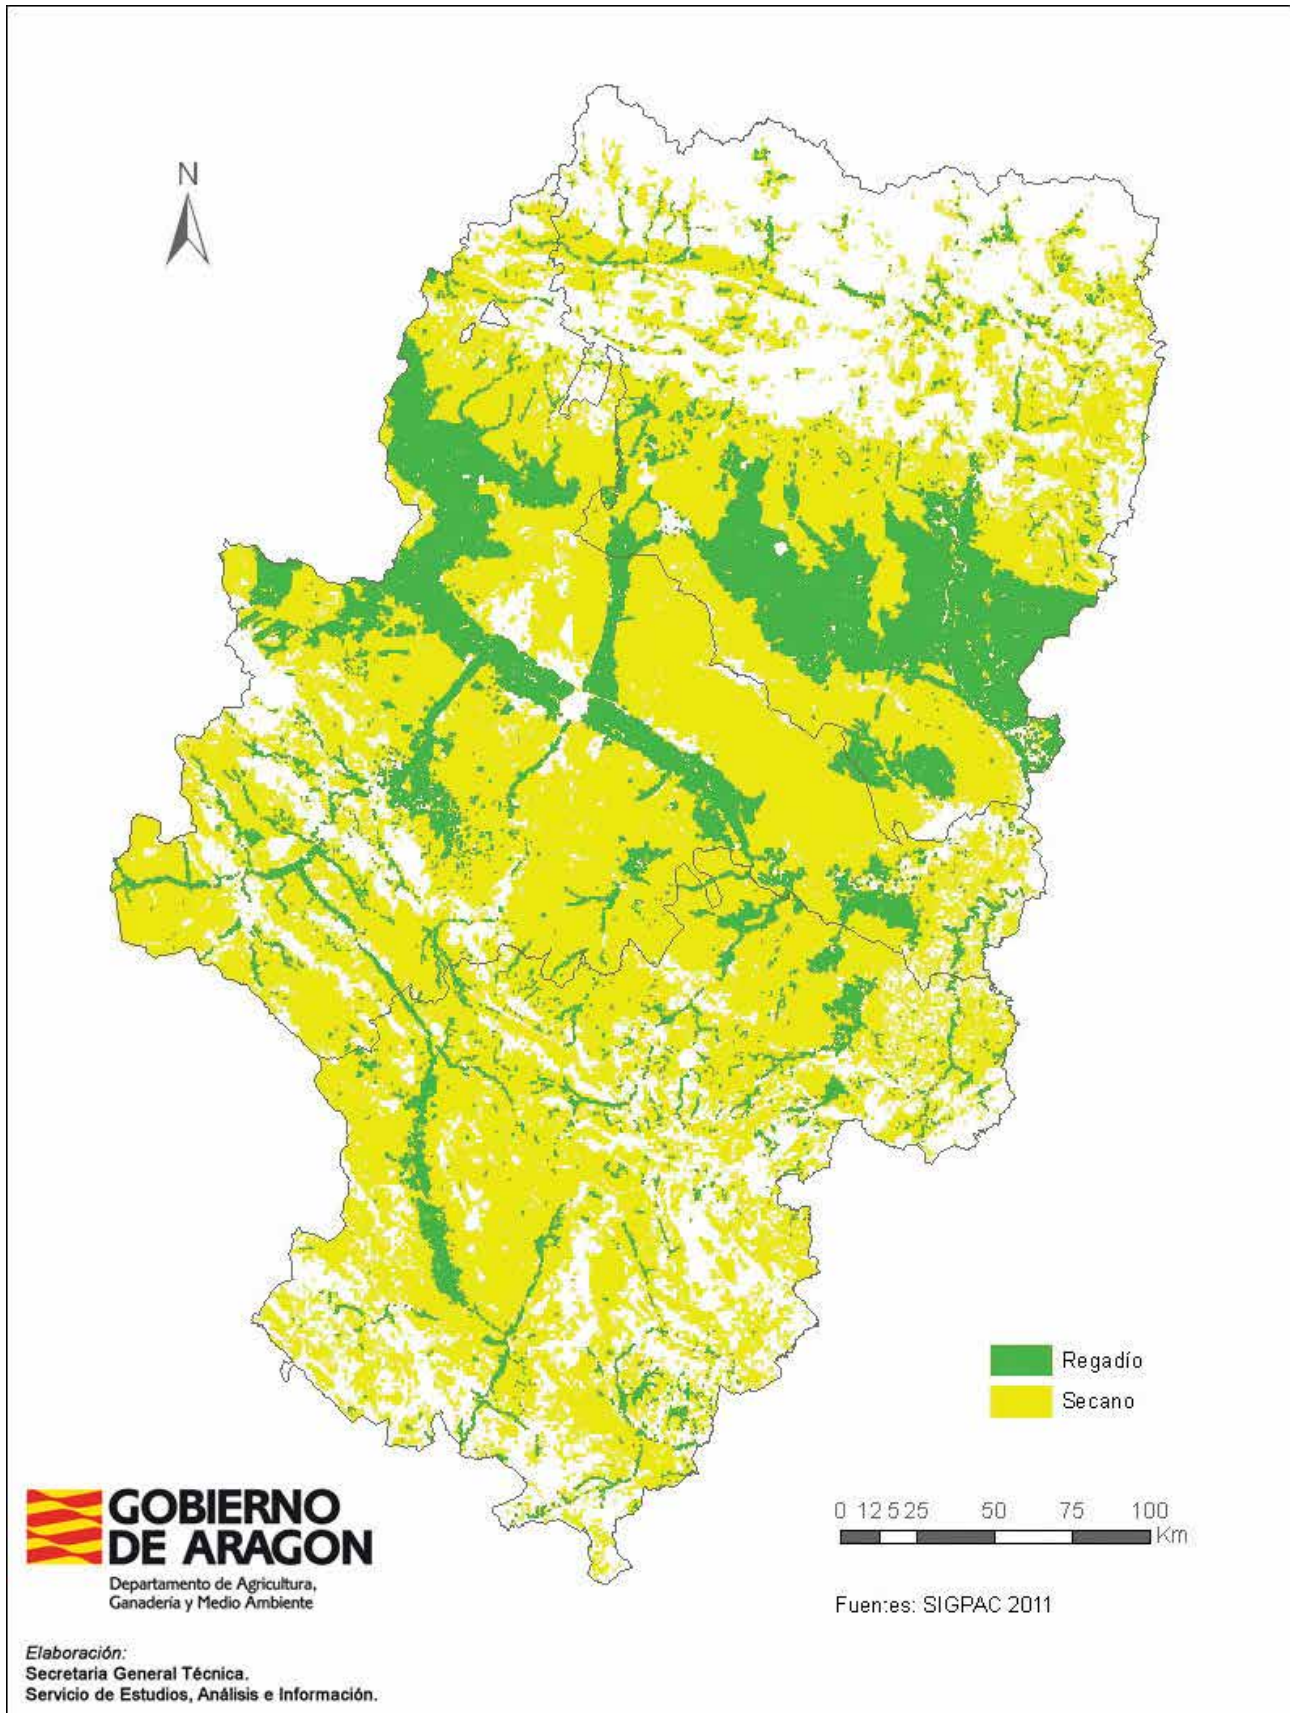 N
Regadío
Secano
0 12 5 25 50 75 100
Km
Fuentes: SIGPAC 2011
GOBIERNO
DE ARAGON
Departamento de Agricultura,
Ganadería y Medio Ambiente
Elaboración:
Secretaria General Técnica.
Servicio de Estudios, Análisis e Información.